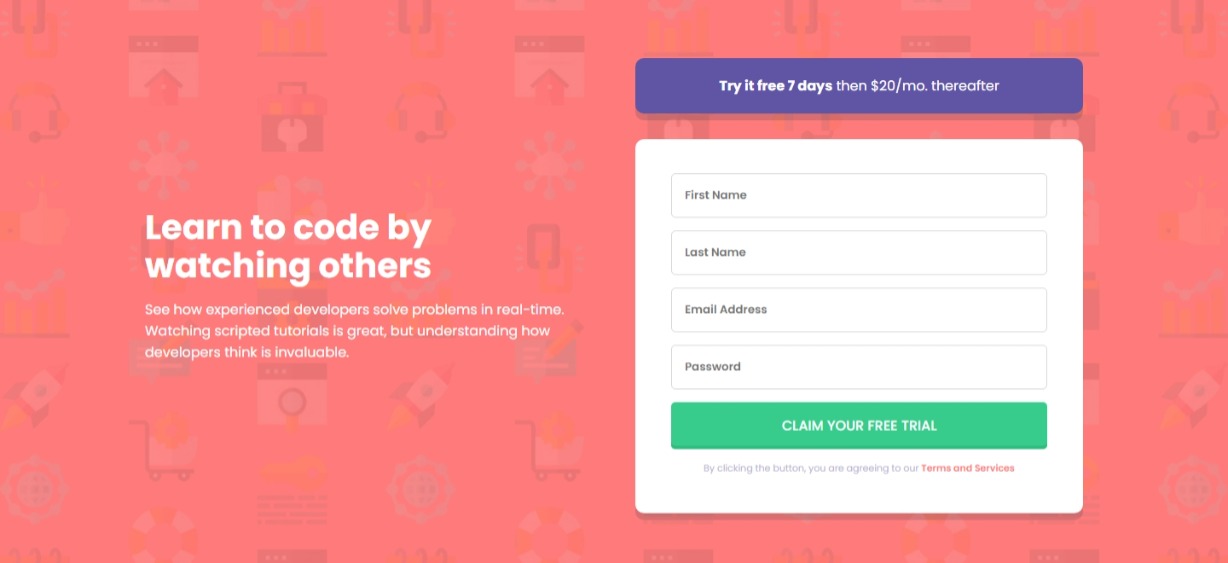 Learn to code by
watching others
See how experienced developers solve problems in real-time.
Watching scripted tutorials is great, but understanding how
developers think is invaluable.
Try it free 7 days then $20/mo. thereafter
First Name
Last Name
Email Address
Password
CLAIM YOUR FREE TRIAL
By clicking the button, you are agreeing to our Terms and Services